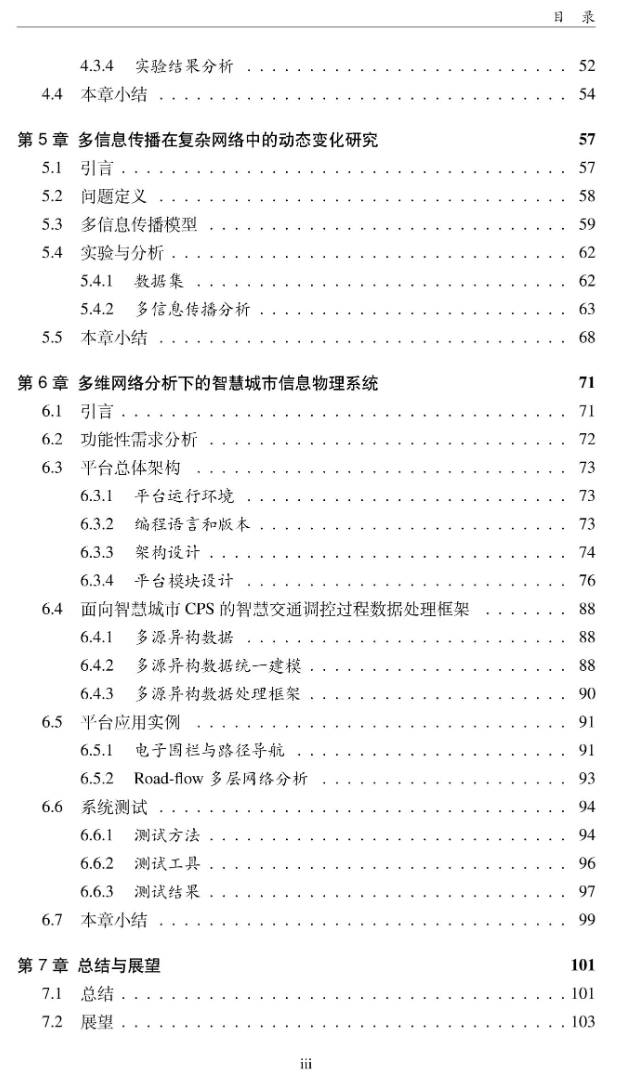 目 录
4.3.4 实验结果分析 . . . . . . . . . . . . . . . . . . . . . . . . . . 52
4.4 本章小结 . . . . . . . . . . . . . . . . . . . . . . . . . . . . . . . 54
第 5 章 多信息传播在复杂网络中的动态变化研究 57
5.1 引言 . . . . . . . . . . . . . . . . . . . . . . . . . . . . . . . . . 57
5.2 问题定义 . . . . . . . . . . . . . . . . . . . . . . . . . . . . . . . 58
5.3 多信息传播模型 . . . . . . . . . . . . . . . . . . . . . . . . . . . 59
5.4 实验与分析 . . . . . . . . . . . . . . . . . . . . . . . . . . . . . . 62
5.4.1 数据集 . . . . . . . . . . . . . . . . . . . . . . . . . . . . . 62
5.4.2 多信息传播分析 . . . . . . . . . . . . . . . . . . . . . . . . 63
5.5 本章小结 . . . . . . . . . . . . . . . . . . . . . . . . . . . . . . . 68
第 6 章 多维网络分析下的智慧城市信息物理系统 71
6.1 引言 . . . . . . . . . . . . . . . . . . . . . . . . . . . . . . . . . 71
6.2 功能性需求分析 . . . . . . . . . . . . . . . . . . . . . . . . . . . 72
6.3 平台总体架构 . . . . . . . . . . . . . . . . . . . . . . . . . . . . 73
6.3.1 平台运行环境 . . . . . . . . . . . . . . . . . . . . . . . . . 73
6.3.2 编程语言和版本 . . . . . . . . . . . . . . . . . . . . . . . . 73
6.3.3 架构设计 . . . . . . . . . . . . . . . . . . . . . . . . . . . . 74
6.3.4 平台模块设计 . . . . . . . . . . . . . . . . . . . . . . . . . 76
6.4 面向智慧城市 CPS 的智慧交通调控过程数据处理框架 . . . . . . . 88
6.4.1 多源异构数据 . . . . . . . . . . . . . . . . . . . . . . . . . 88
6.4.2 多源异构数据统一建模 . . . . . . . . . . . . . . . . . . . . 88
6.4.3 多源异构数据处理框架 . . . . . . . . . . . . . . . . . . . . 90
6.5 平台应用实例 . . . . . . . . . . . . . . . . . . . . . . . . . . . . 91
6.5.1 电子围栏与路径导航 . . . . . . . . . . . . . . . . . . . . . 91
6.5.2 Road-flow 多层网络分析 . . . . . . . . . . . . . . . . . . . 93
6.6 系统测试 . . . . . . . . . . . . . . . . . . . . . . . . . . . . . . . 94
6.6.1 测试方法 . . . . . . . . . . . . . . . . . . . . . . . . . . . . 94
6.6.2 测试工具 . . . . . . . . . . . . . . . . . . . . . . . . . . . . 96
6.6.3 测试结果 . . . . . . . . . . . . . . . . . . . . . . . . . . . . 97
6.7 本章小结 . . . . . . . . . . . . . . . . . . . . . . . . . . . . . . . 99
第 7 章 总结与展望 101
7.1 总结 . . . . . . . . . . . . . . . . . . . . . . . . . . . . . . . . . 101
7.2 展望 . . . . . . . . . . . . . . . . . . . . . . . . . . . . . . . . . 103
iii